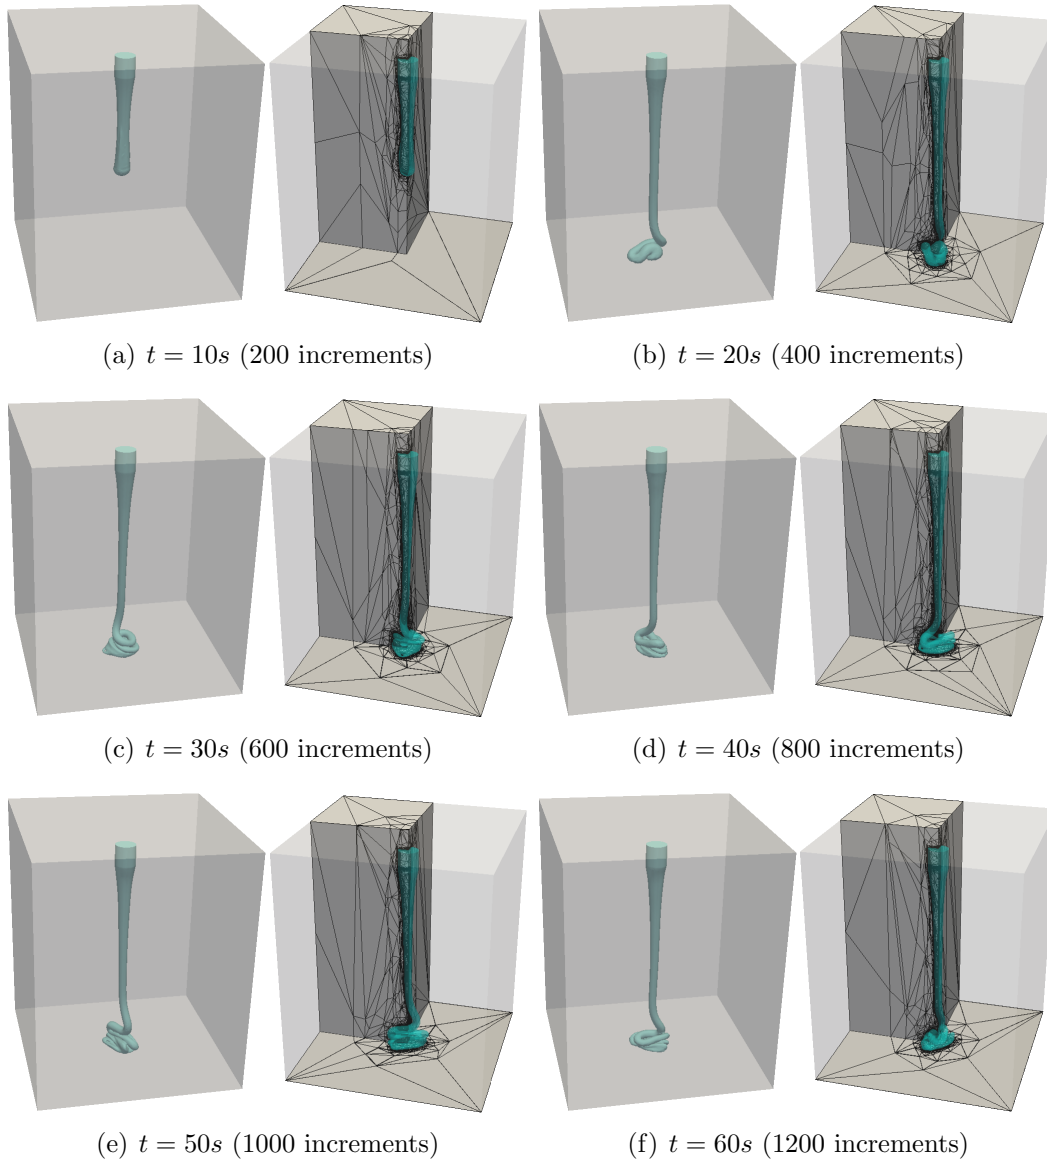 (a) t = 10s (200 increments)
(b) t = 20s (400 increments)
(c) t = 30s (600 increments)
(d) t = 40s (800 increments)
(e) t = 50s (1000 increments)
(f) t = 60s (1200 increments)